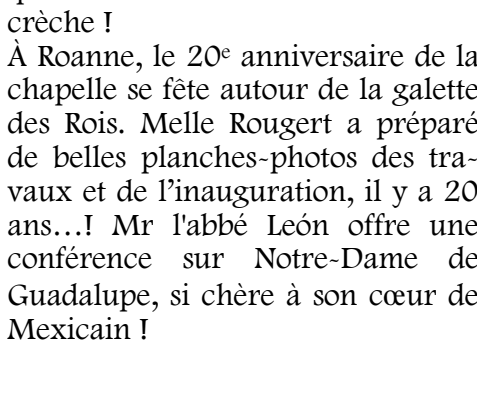 crèche !
À Roanne, le 20e anniversaire de la
chapelle se fête autour de la galette
des Rois. Melle Rougert a préparé
de belles planches-photos des tra-
vaux et de l’inauguration, il y a 20
ans…! Mr l'abbé León offre une
conférence sur Notre-Dame de
Guadalupe, si chère à son cœur de
Mexicain !